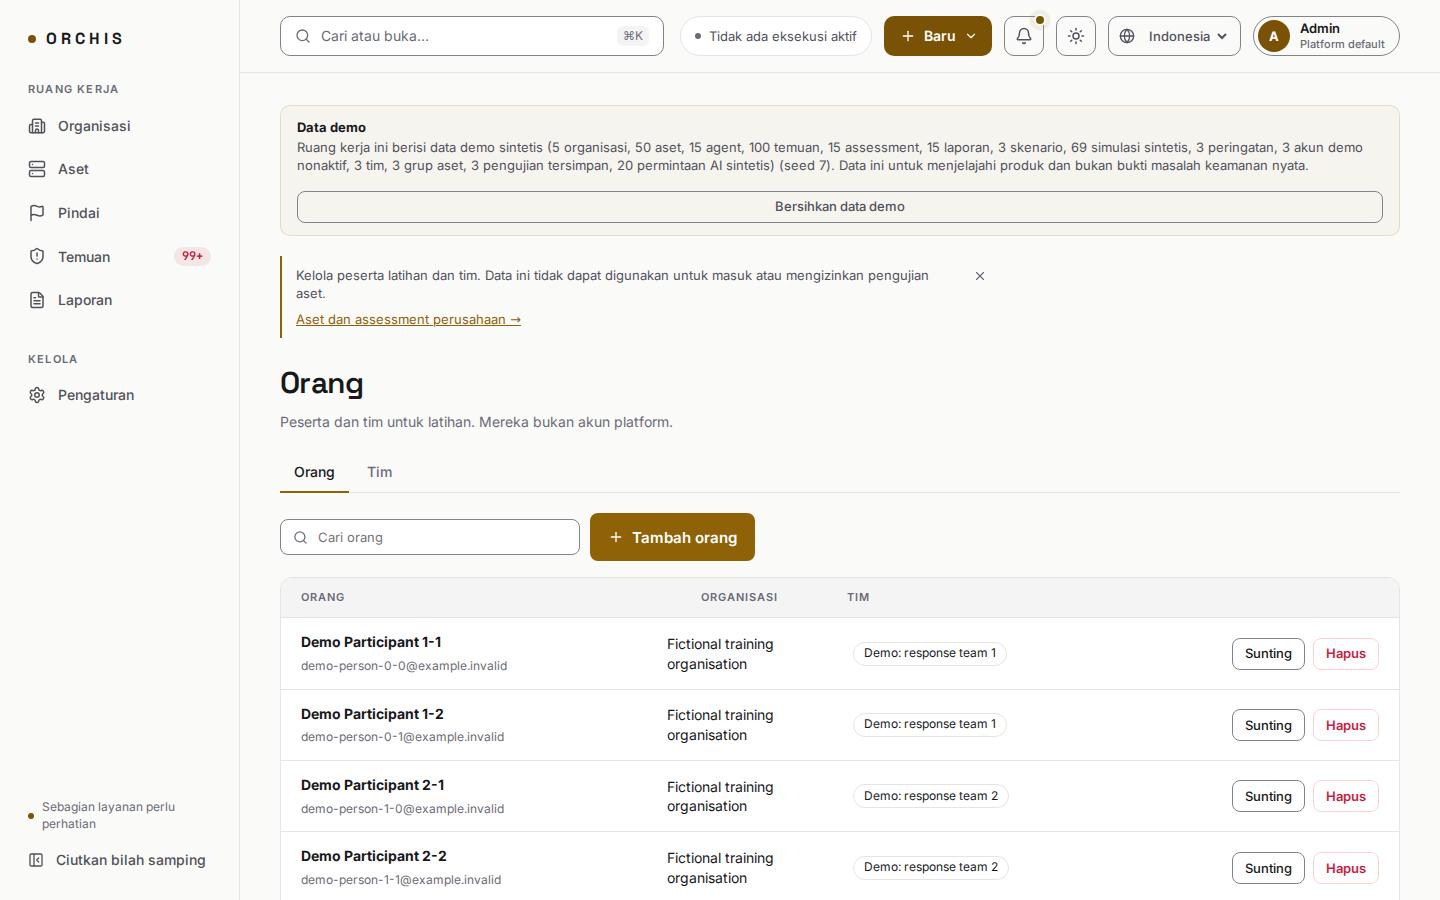 ORCHIS
RUANG KERJA
Organisasi
Aset
Pindai
Temuan
99+
Laporan
KELOLA
Pengaturan
Sebagian layanan perlu
perhatian
Ciutkan bilah samping
Cari atau buka...
⌘K
Tidak ada eksekusi aktif
Baru
Indonesia
A
Admin
Platform default
Data demo
Ruang kerja ini berisi data demo sintetis (5 organisasi, 50 aset, 15 agent, 100 temuan, 15 assessment, 15 laporan, 3 skenario, 69 simulasi sintetis, 3 peringatan, 3 akun demo
nonaktif, 3 tim, 3 grup aset, 3 pengujian tersimpan, 20 permintaan AI sintetis) (seed 7). Data ini untuk menjelajahi produk dan bukan bukti masalah keamanan nyata.
Bersihkan data demo
Kelola peserta latihan dan tim. Data ini tidak dapat digunakan untuk masuk atau mengizinkan pengujian
aset.
Aset dan assessment perusahaan →
Orang
Peserta dan tim untuk latihan. Mereka bukan akun platform.
Orang
Tim
Cari orang
Tambah orang
ORANG
ORGANISASI
TIM
Demo Participant 1-1
demo-person-0-0@example.invalid
Fictional training
organisation
Demo: response team 1
Sunting
Hapus
Demo Participant 1-2
demo-person-0-1@example.invalid
Fictional training
organisation
Demo: response team 1
Sunting
Hapus
Demo Participant 2-1
demo-person-1-0@example.invalid
Fictional training
organisation
Demo: response team 2
Sunting
Hapus
Demo Participant 2-2
demo-person-1-1@example.invalid
Fictional training
organisation
Demo: response team 2
Sunting
Hapus